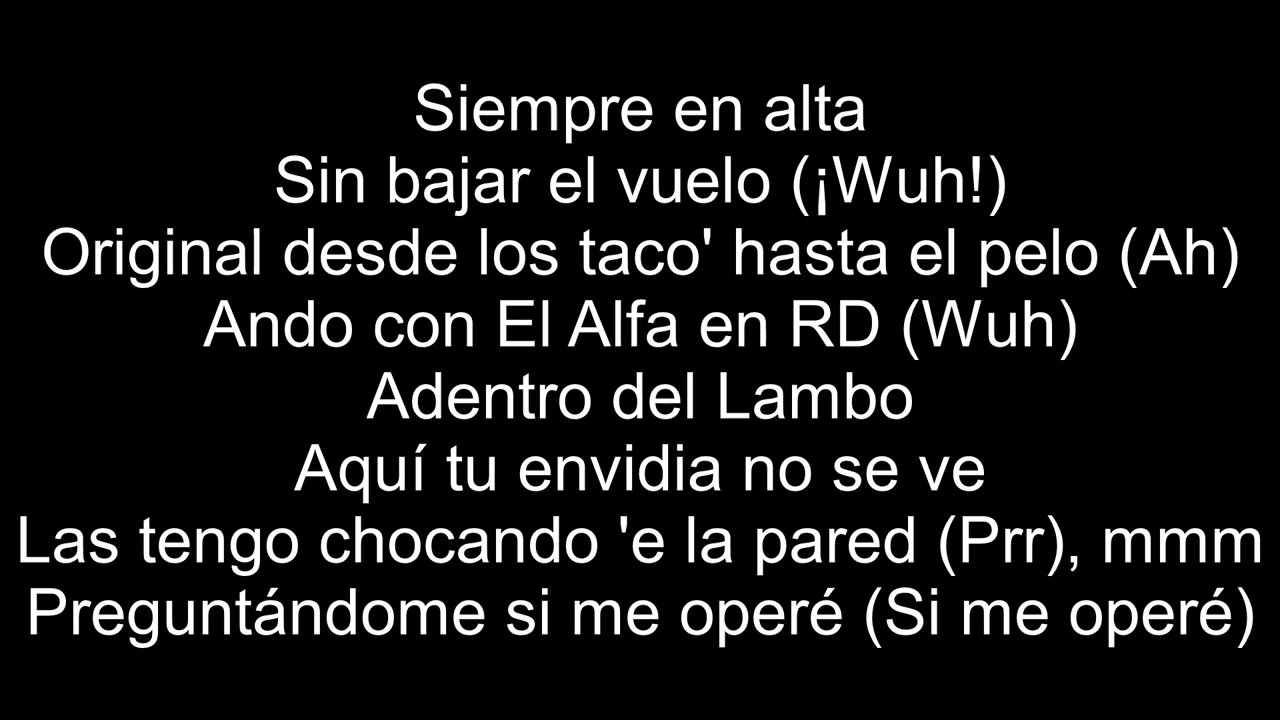 Siempre en alta
Sin bajar el vuelo (¡Wuh!)
Original desde los taco' hasta el pelo (Ah)
Ando con El Alfa en RD (Wuh)
Adentro del Lambo
Aquí tu envidia no se ve
Las tengo chocando 'e la pared (Prr), mmm
Preguntándome si me operé (Si me operé)